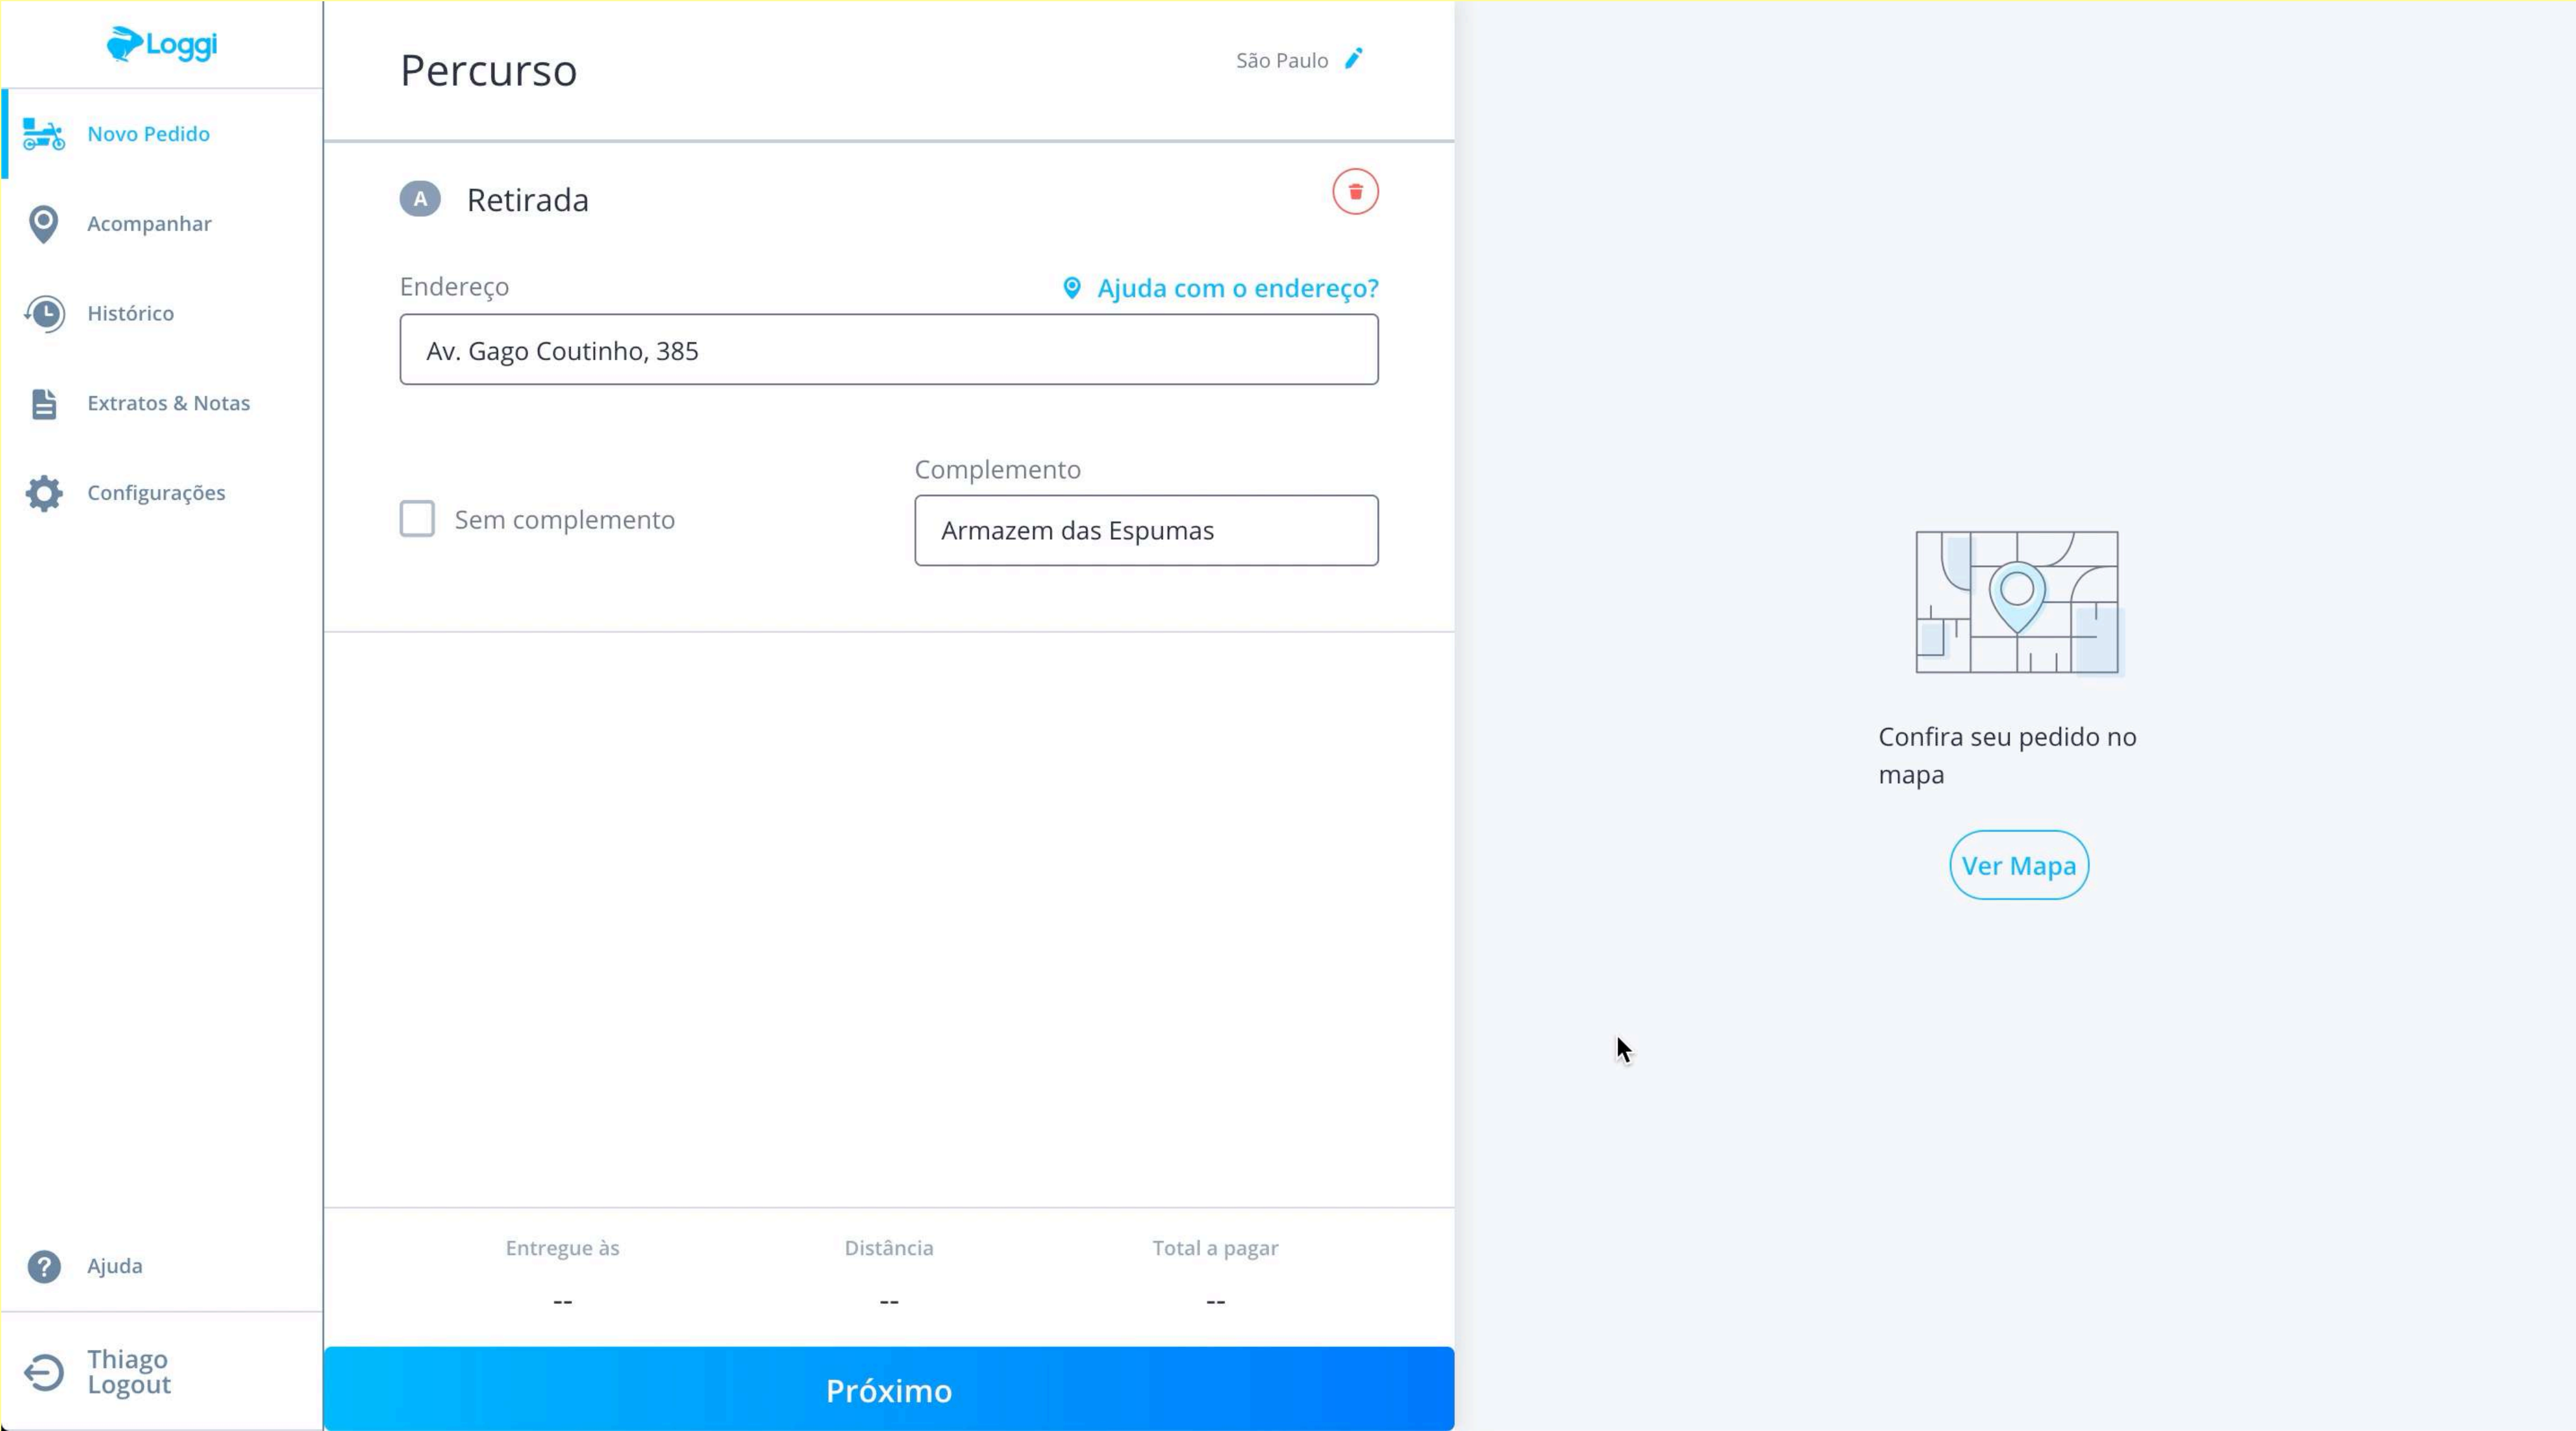 Loggi
Novo Pedido
Acompanhar
Histórico
Extratos & Notas
Configurações
? Ajuda
Thiago
Logout
Percurso
São Paulo
A Retirada
Endereço
Ajuda com o endereço?
Av. Gago Coutinho, 385
Sem complemento
Complemento
Armazem das Espumas
Entregue às
Distância
Total a pagar
--
--
--
Próximo
Confira seu pedido no
mapa
Ver Mapa